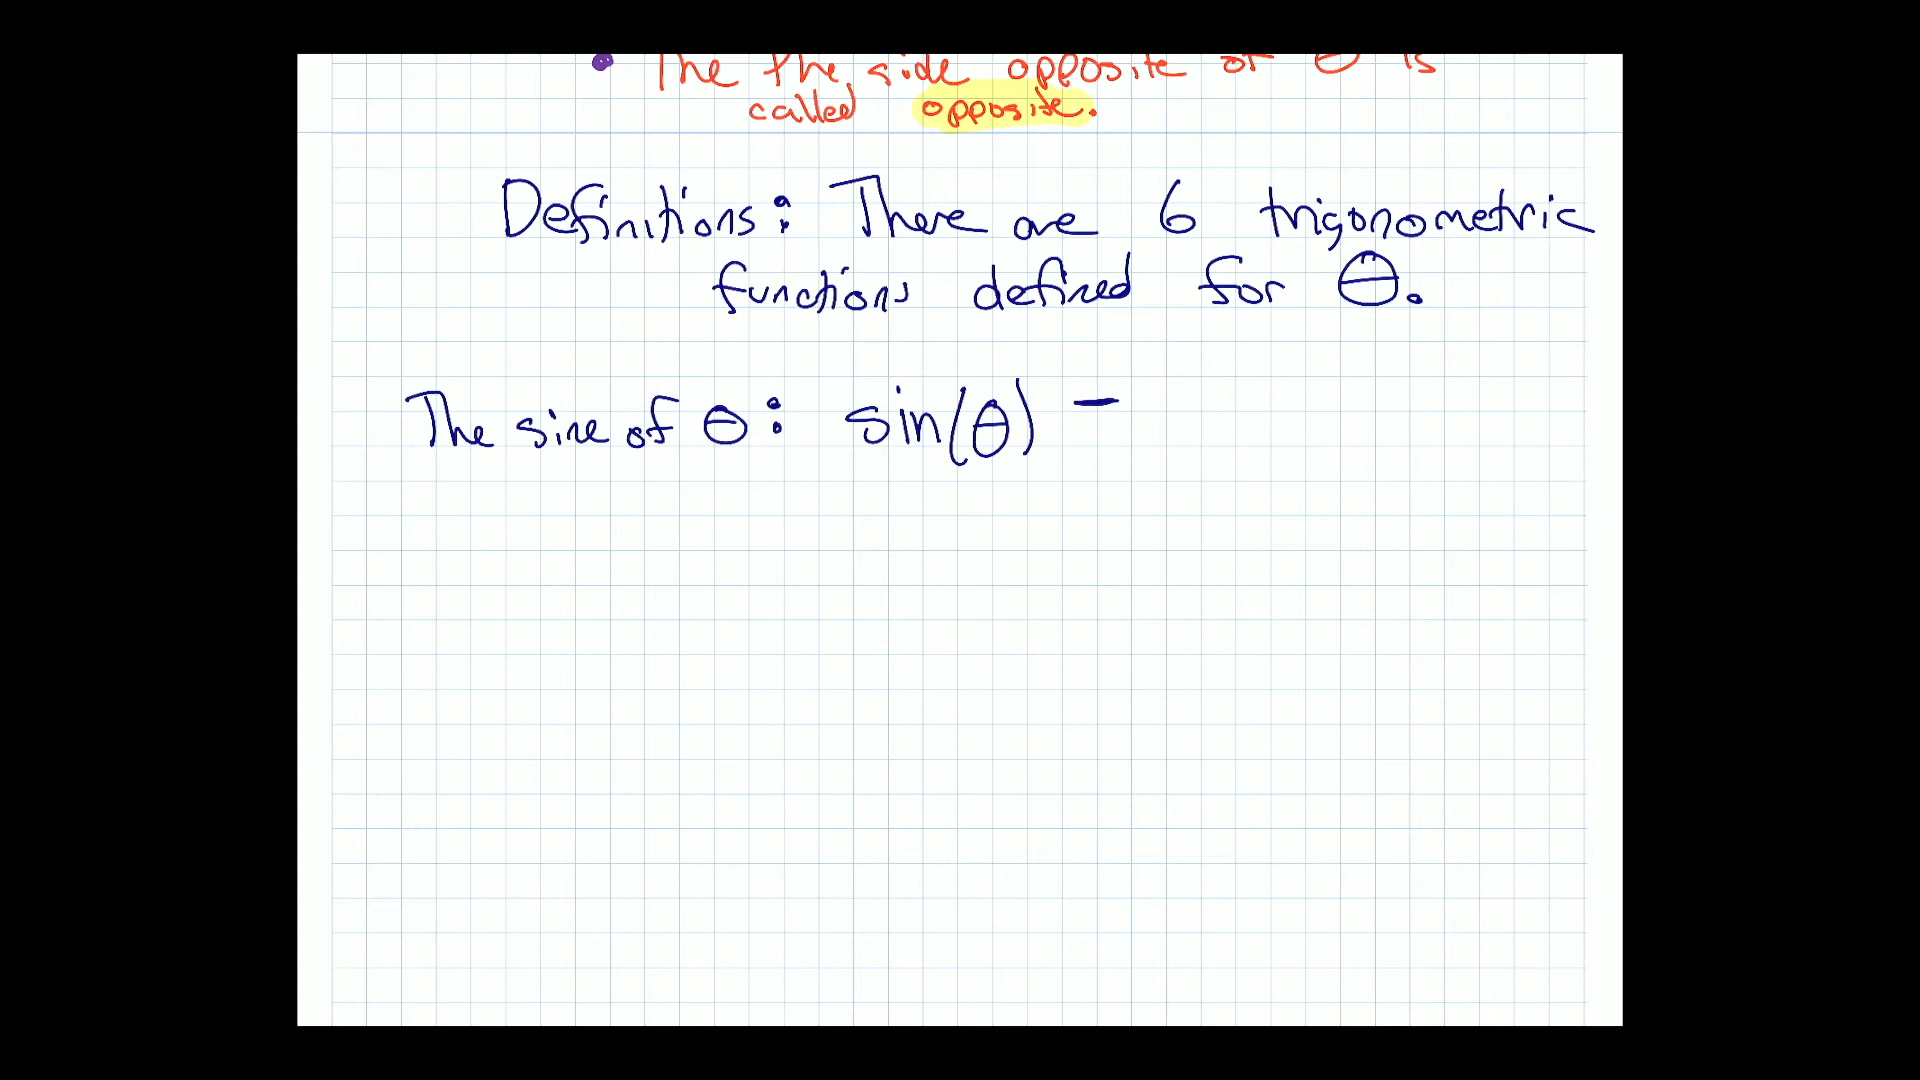 • The the side opposite of θ is
called opposite.
Definitions: There are 6 trigonometric
functions defined for θ.
The sine of θ: sin(θ) –